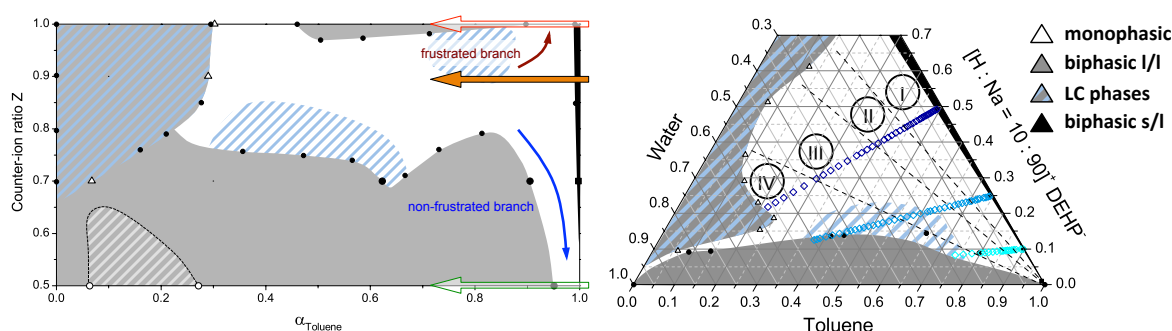 Counter-ion ratio Z
1.0
0.9
0.8
0.7
0.6
0.5
0.0
0.2
0.4
0.6
0.8
1.0
αToluene
frustrated branch
non-frustrated branch
Water
0.3
0.4
0.5
0.6
0.7
0.8
0.9
1.0
0.0
0.1
0.2
0.3
0.4
0.5
0.6
0.7
0.8
0.9
1.0
Toluene
0.7
0.6
0.5
0.4
0.3
0.2
0.1
0.0
[H : Na = 10 : 90]+ DEHP-
I
II
III
IV
monophasic
biphasic l/l
LC phases
biphasic s/l